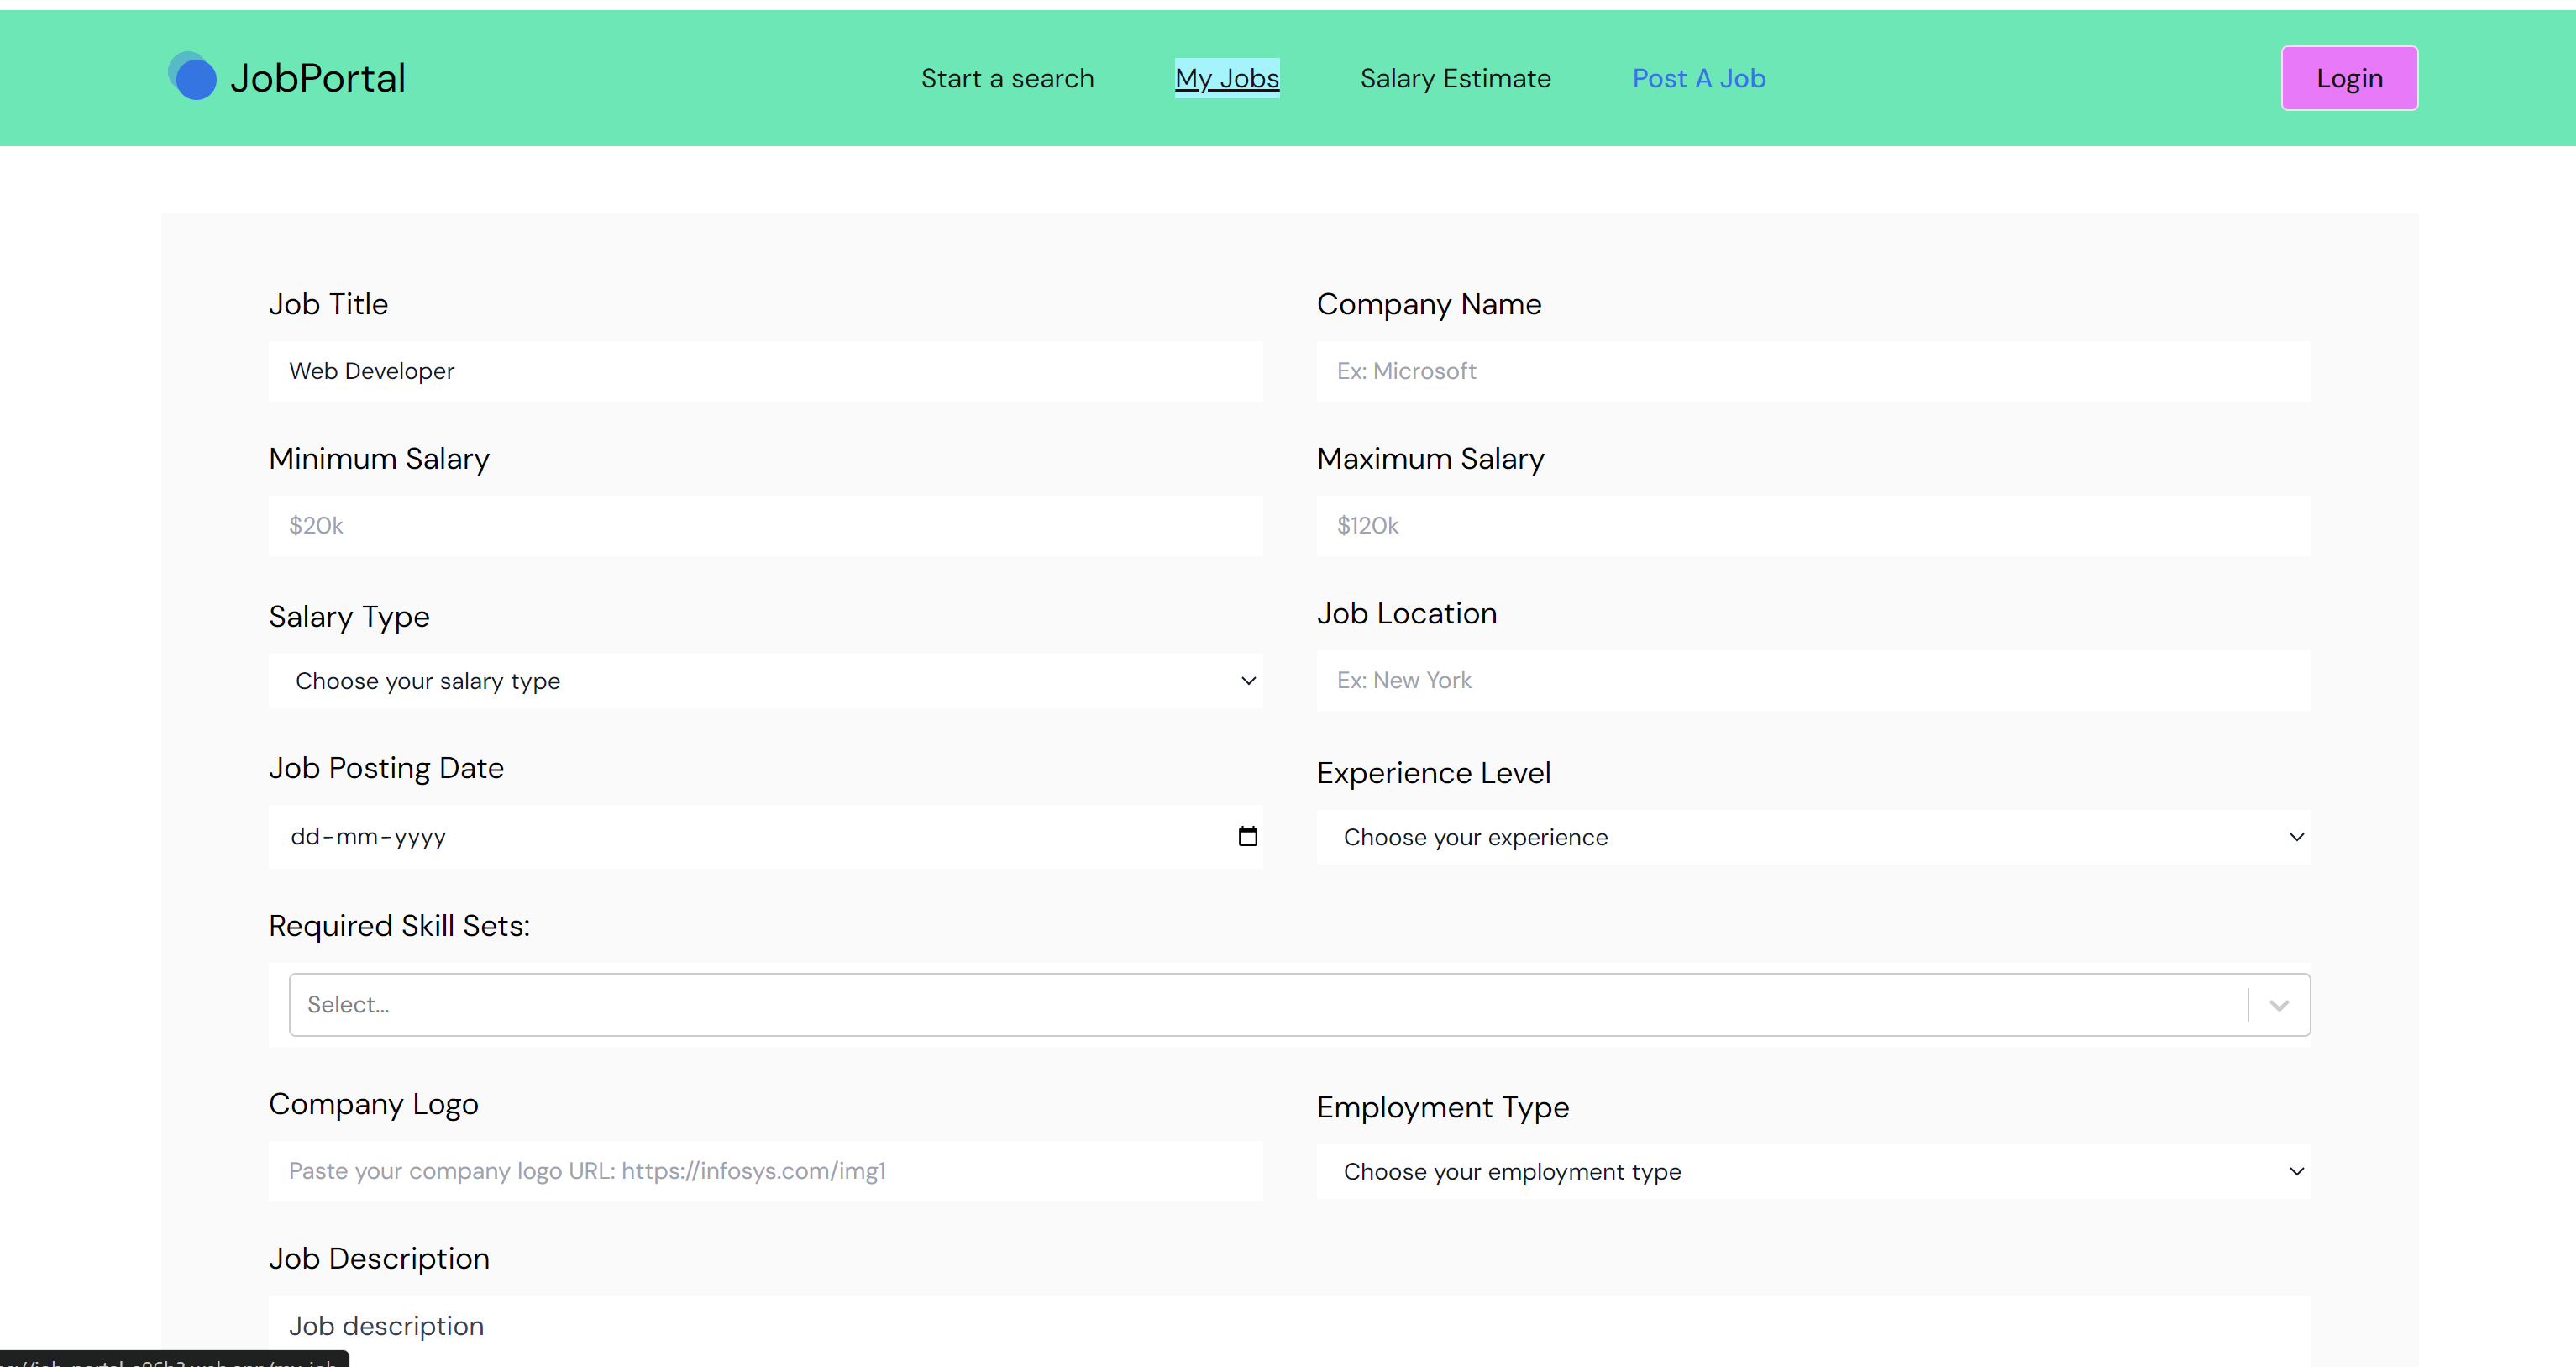 JobPortal
Start a search
My Jobs
Salary Estimate
Post A Job
Login
Job Title
Company Name
Web Developer
Ex: Microsoft
Minimum Salary
Maximum Salary
$20k
$120k
Salary Type
Job Location
Choose your salary type
Ex: New York
Job Posting Date
Experience Level
dd-mm-yyyy
Choose your experience
Required Skill Sets:
Select...
Company Logo
Employment Type
Paste your company logo URL: https://infosys.com/img1
Choose your employment type
Job Description
Job description